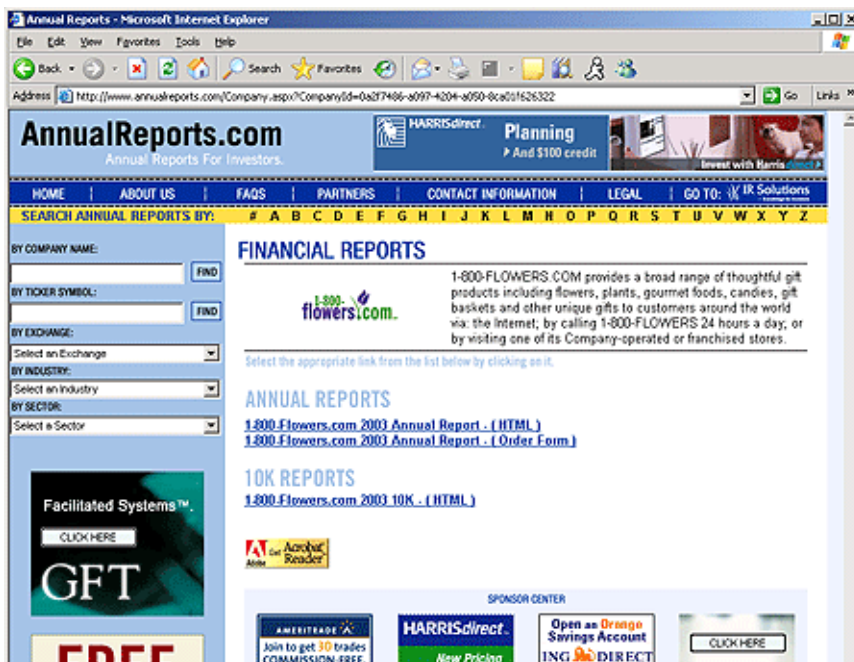 Annual Reports - Microsoft Internet Explorer
File Edit View Favorites Tools Help
Back Search Favorites
Address http://www.annualreports.com/Company.aspx?CompanyId=0a2f7486-a097-4204-a050-8ca01f626322 Go Links
AnnualReports.com
Annual Reports For Investors.
HARRISdirect
Planning
And $100 credit
Invest with Harrisdirect
HOME | ABOUT US | FAQS | PARTNERS | CONTACT INFORMATION | LEGAL | GO TO: IR Solutions
SEARCH ANNUAL REPORTS BY: # A B C D E F G H I J K L M N O P Q R S T U V W X Y Z
BY COMPANY NAME:
FIND
BY TICKER SYMBOL:
FIND
BY EXCHANGE:
Select an Exchange
BY INDUSTRY:
Select an Industry
BY SECTOR:
Select a Sector
Facilitated Systems™.
CLICK HERE
GFT
FREE
FINANCIAL REPORTS
1-800-
flowers.com.
1-800-FLOWERS.COM provides a broad range of thoughtful gift
products including flowers, plants, gourmet foods, candies, gift
baskets and other unique gifts to customers around the world
via: the Internet; by calling 1-800-FLOWERS 24 hours a day; or
by visiting one of its Company-operated or franchised stores.
Select the appropriate link from the list below by clicking on it.
ANNUAL REPORTS
1-800-Flowers.com 2003 Annual Report - ( HTML )
1-800-Flowers.com 2003 Annual Report - ( Order Form )
10K REPORTS
1-800-Flowers.com 2003 10K - ( HTML )
Adobe
Get Acrobat
Reader
SPONSOR CENTER
AMERITRADE
Join to get 30 trades
COMMISSION-FREE
HARRISdirect
New Pricing
Open an Orange
Savings Account
ING DIRECT
CLICK HERE